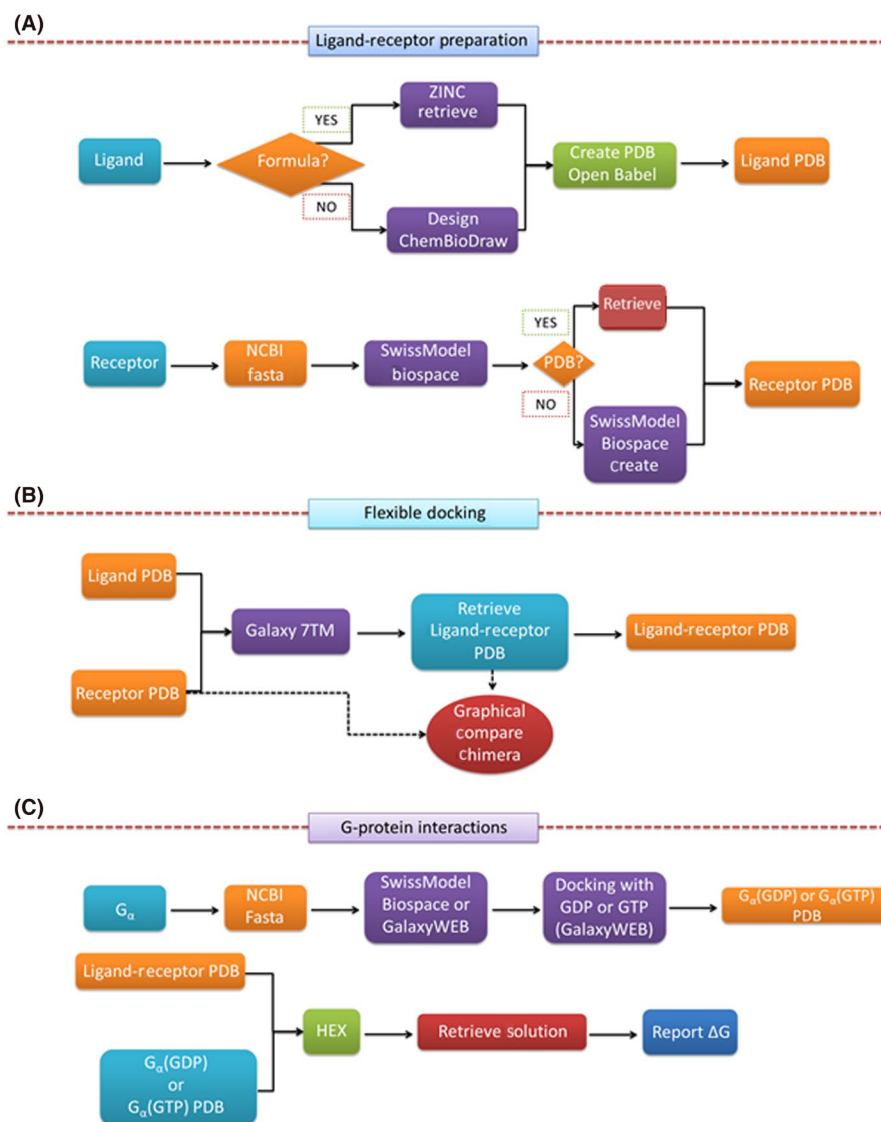 (A)
Ligand-receptor preparation
ZINC
retrieve
YES
Ligand
Formula?
Create PDB
Open Babel
Ligand PDB
NO
Design
ChemBioDraw
Retrieve
YES
Receptor
NCBI
fasta
SwissModel
biospace
PDB?
Receptor PDB
NO
SwissModel
Biospace
create
(B)
Flexible docking
Ligand PDB
Galaxy 7TM
Retrieve
Ligand-receptor
PDB
Ligand-receptor PDB
Receptor PDB
Graphical
compare
chimera
(C)
G-protein interactions
Gα
NCBI
Fasta
SwissModel
Biospace or
GalaxyWEB
Docking with
GDP or GTP
(GalaxyWEB)
Gα(GDP) or Gα(GTP)
PDB
Ligand-receptor PDB
HEX
Retrieve solution
Report ΔG
Gα(GDP)
or
Gα(GTP) PDB